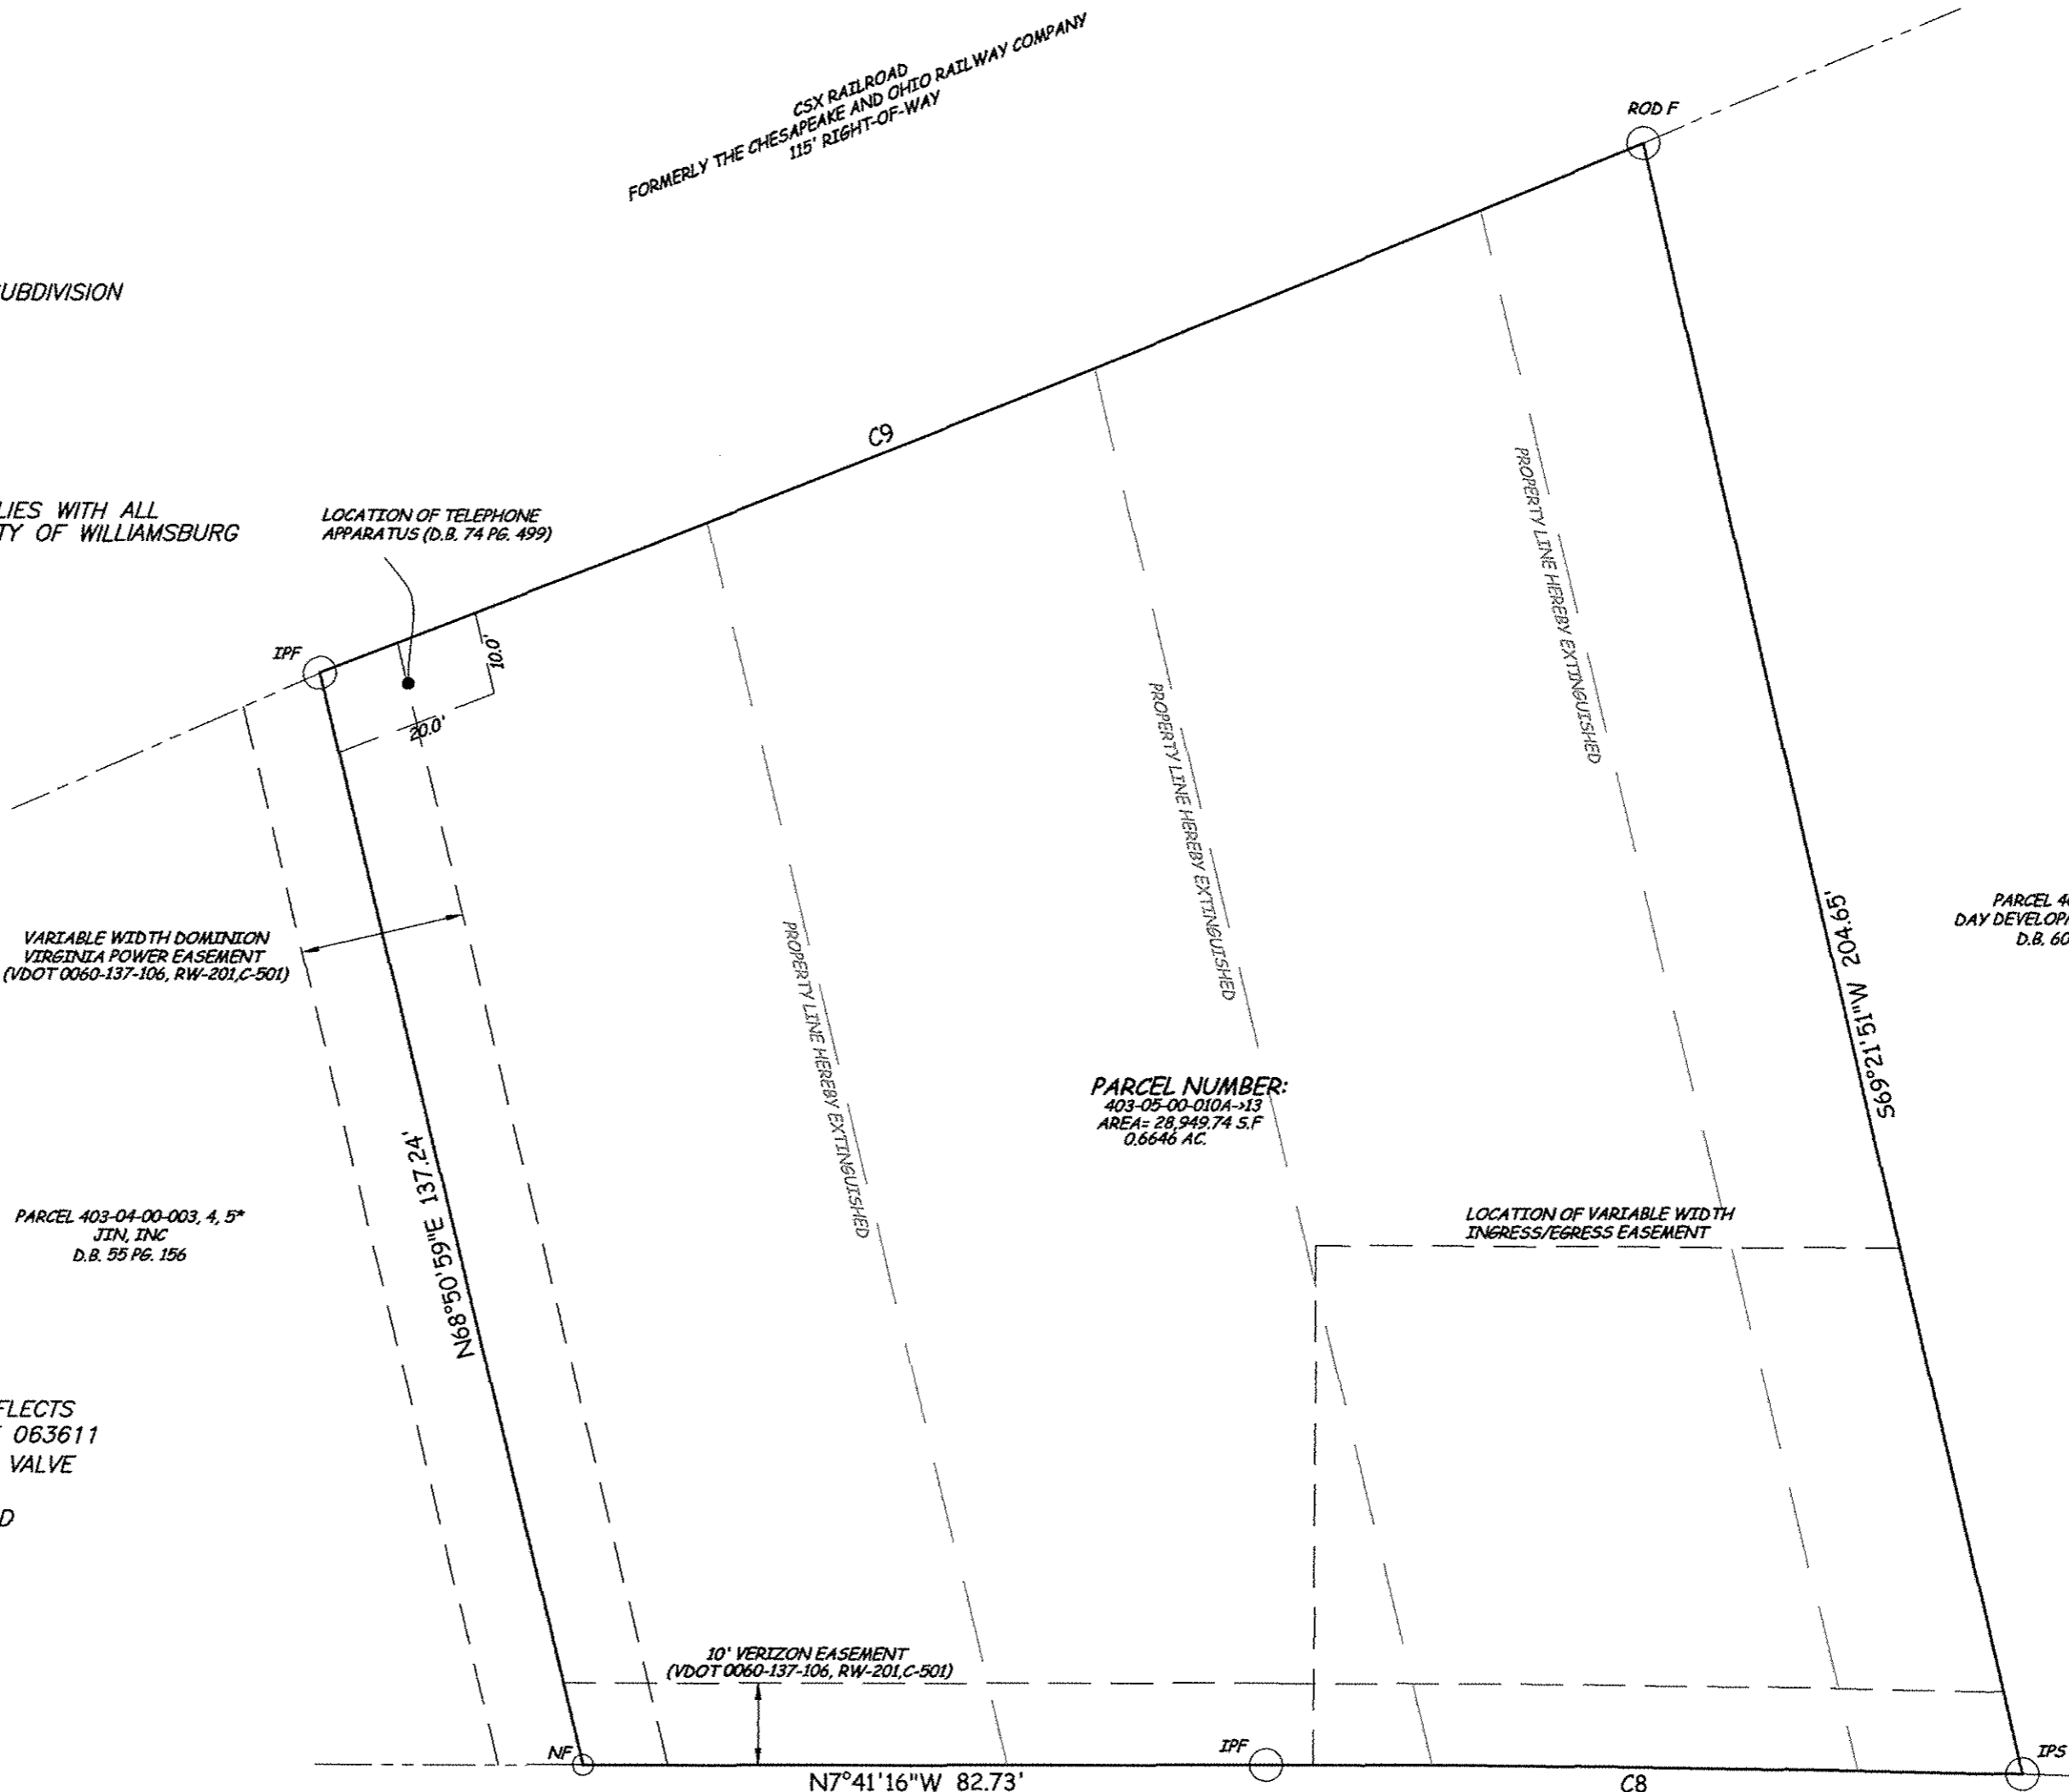 CSX RAILROAD
FORMERLY THE CHESAPEAKE AND OHIO RAILWAY COMPANY
115' RIGHT-OF-WAY
ROD F
UBDIVISION
C9
LIES WITH ALL
TY OF WILLIAMSBURG
LOCATION OF TELEPHONE
APPARATUS (D.B. 74 PG. 499)
IPF
10.0'
20.0'
PROPERTY LINE HEREBY EXTINGUISHED
PROPERTY LINE HEREBY EXTINGUISHED
PROPERTY LINE HEREBY EXTINGUISHED
VARIABLE WIDTH DOMINION
VIRGINIA POWER EASEMENT
(VDOT 0060-137-106, RW-201,C-501)
S69°21'51"W 204.65'
PARCEL 4
DAY DEVELOP
D.B. 60
PARCEL NUMBER:
403-05-00-010A->13
AREA= 28,949.74 S.F
0.6646 AC.
N68°50'59"E 137.24'
PARCEL 403-04-00-003, 4, 5*
JIN, INC
D.B. 55 PG. 156
LOCATION OF VARIABLE WIDTH
INGRESS/EGRESS EASEMENT
FLECTS
063611
VALVE
D
10' VERIZON EASEMENT
(VDOT 0060-137-106, RW-201,C-501)
NF
IPF
IPS
N7°41'16"W 82.73'
C8